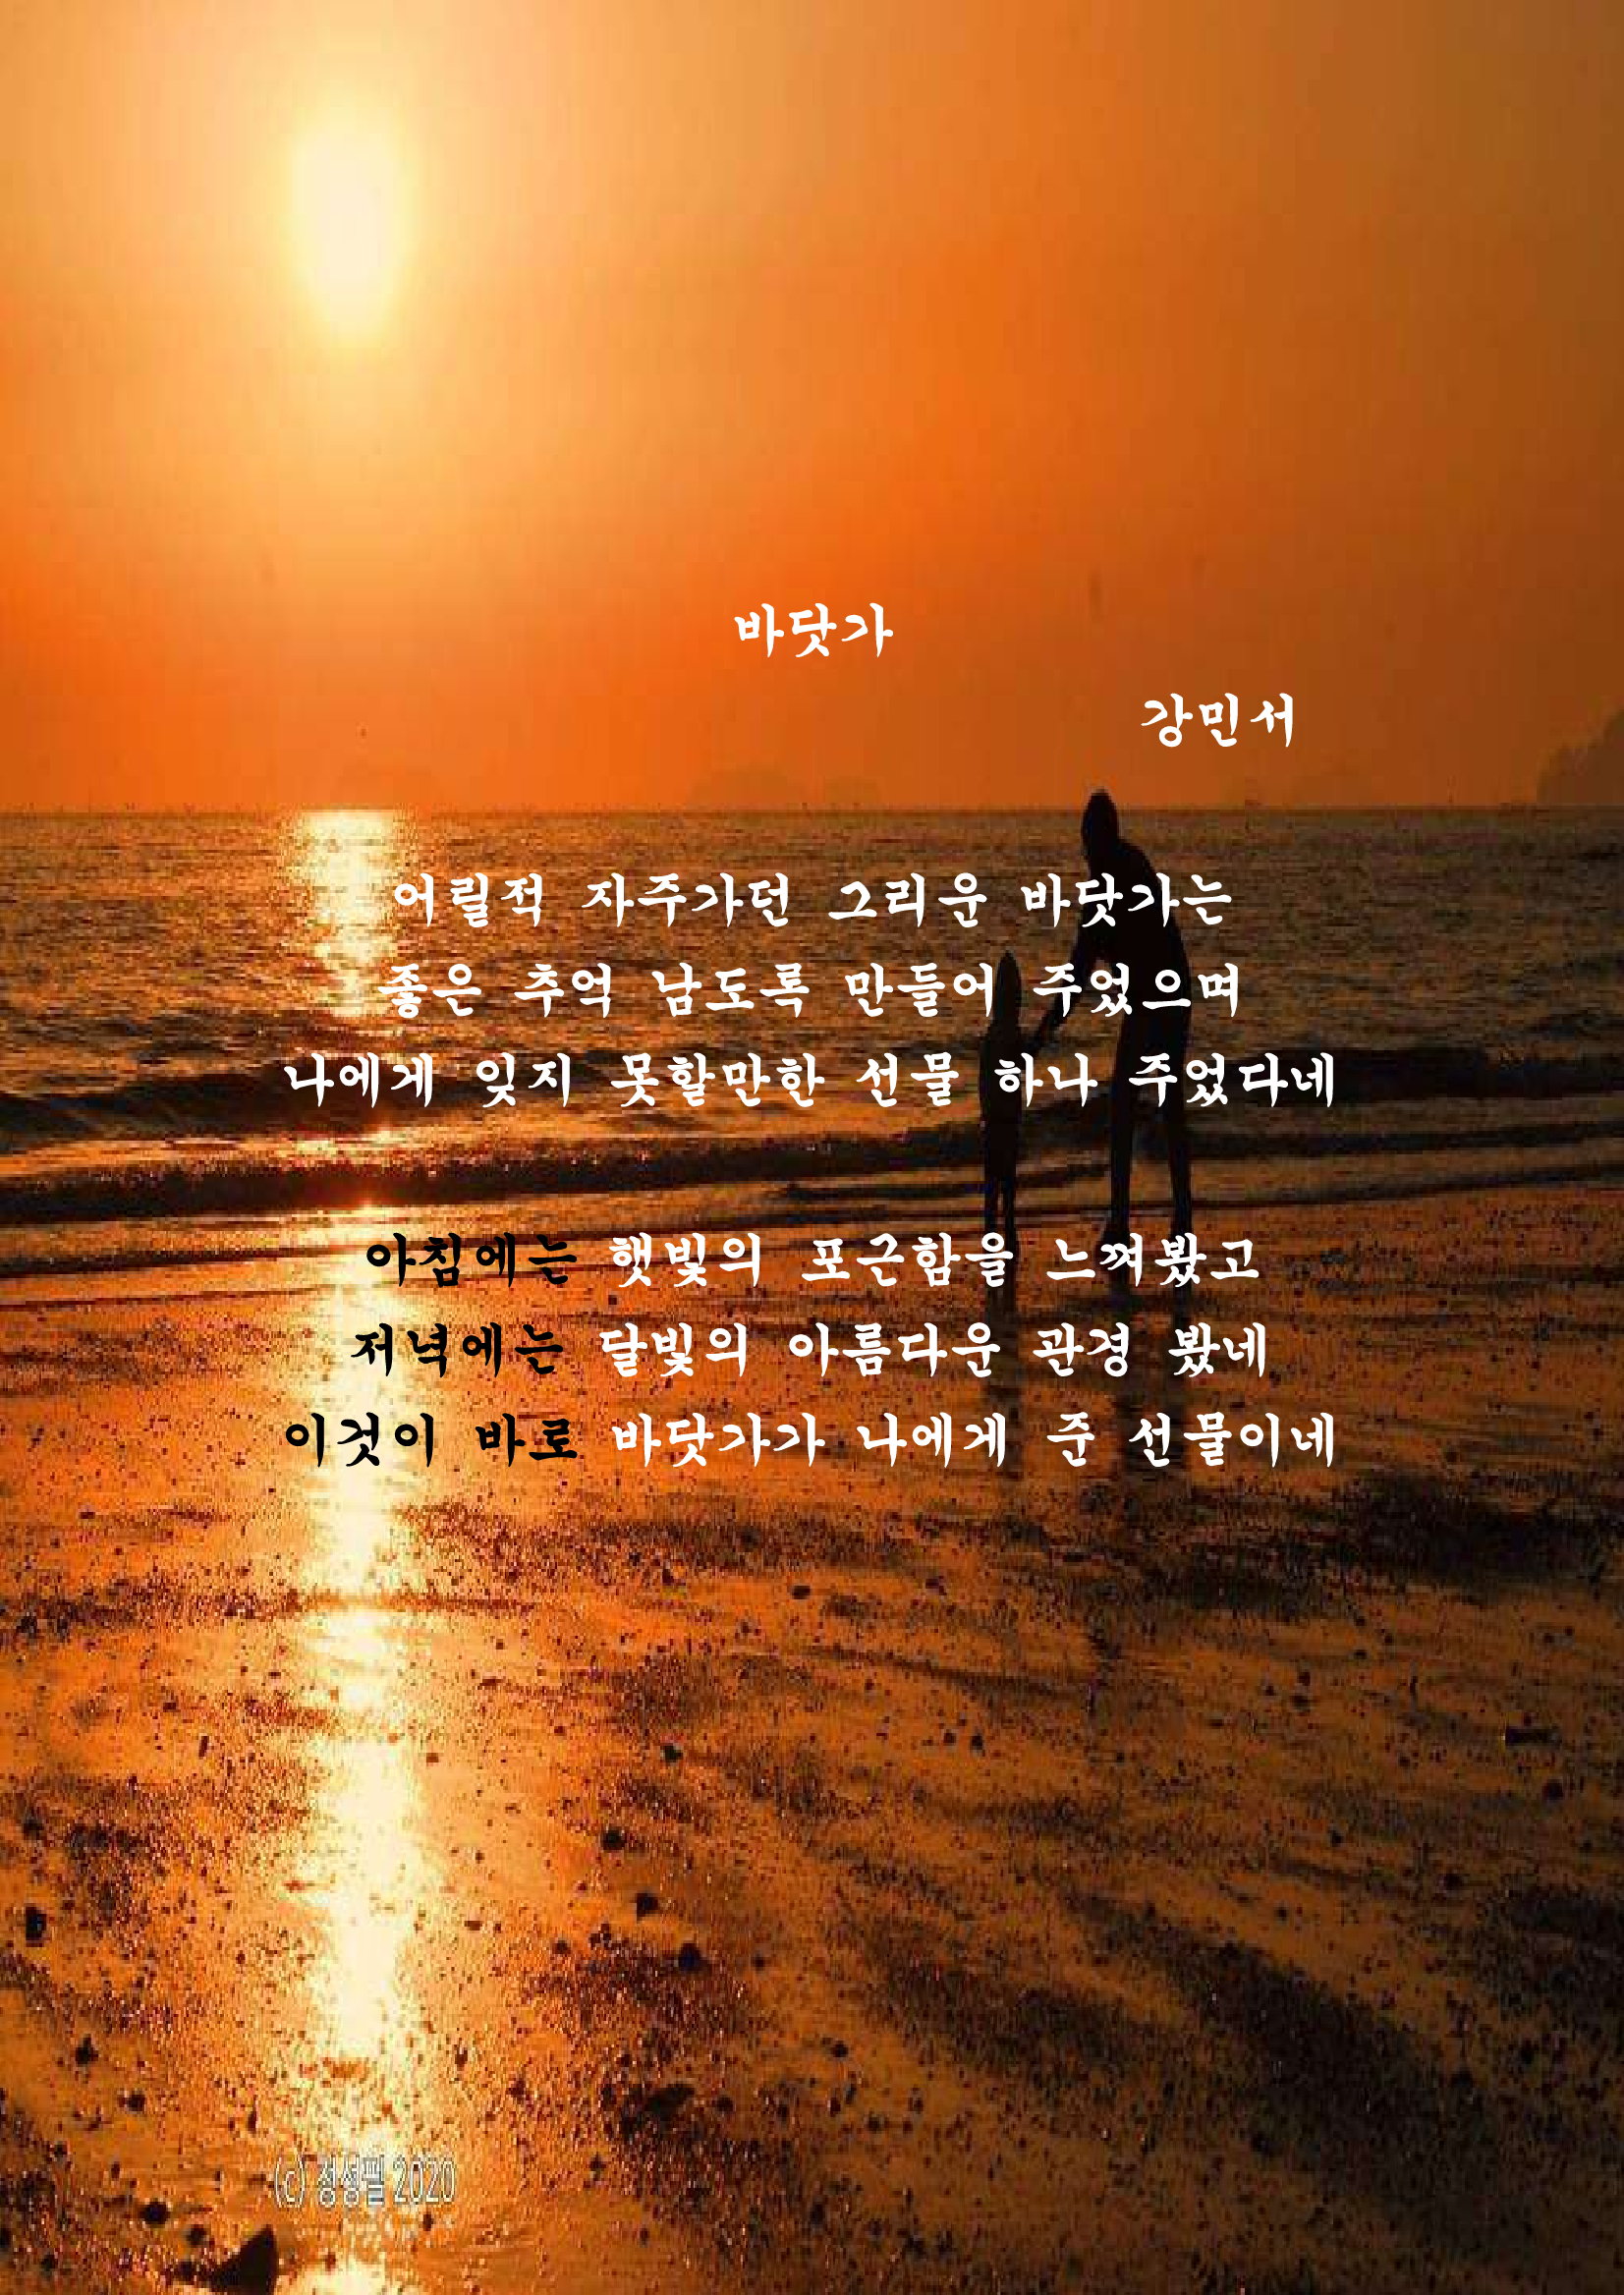 바닷가
강민서
어릴적 자주가던 그리운 바닷가는
좋은 추억 남도록 만들어 주었으며
나에게 잊지 못할만한 선물 하나 주었다네
아침에는 햇빛의 포근함을 느껴봤고
저녁에는 달빛의 아름다운 관경 봤네
이것이 바로 바닷가가 나에게 준 선물이네
(c) 정성필 2020